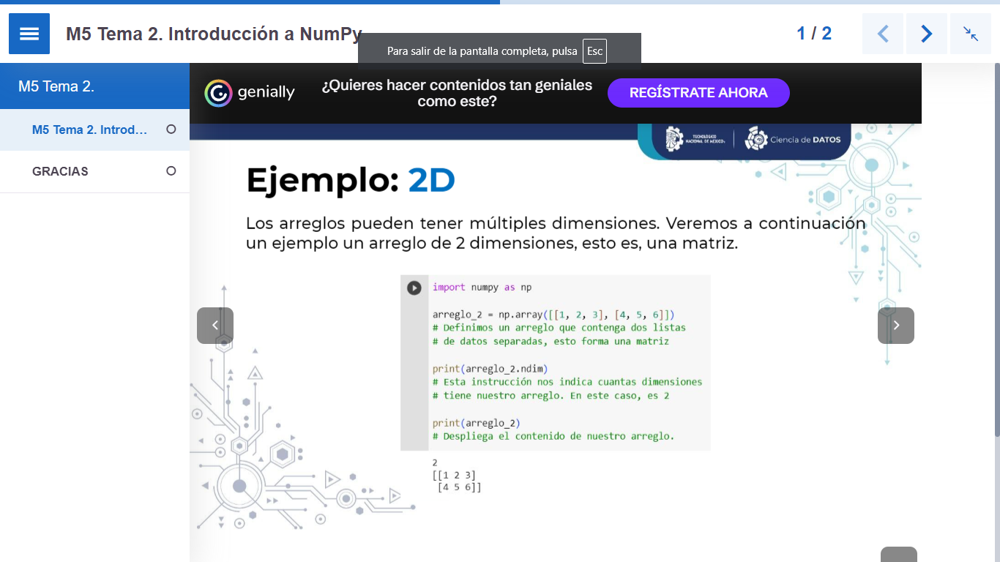 M5 Tema 2. Introducción a NumPy
1 / 2
Para salir de la pantalla completa, pulsa Esc
M5 Tema 2.
M5 Tema 2. Introd...
GRACIAS
genially
¿Quieres hacer contenidos tan geniales
como este?
REGÍSTRATE AHORA
TECNOLÓGICO
NACIONAL DE MÉXICO.
Ciencia de DATOS
Ejemplo: 2D
Los arreglos pueden tener múltiples dimensiones. Veremos a continuación
un ejemplo un arreglo de 2 dimensiones, esto es, una matriz.
import numpy as np
arreglo_2 = np.array([[1, 2, 3], [4, 5, 6]])
# Definimos un arreglo que contenga dos listas
# de datos separadas, esto forma una matriz
print(arreglo_2.ndim)
# Esta instrucción nos indica cuantas dimensiones
# tiene nuestro arreglo. En este caso, es 2
print(arreglo_2)
# Despliega el contenido de nuestro arreglo.
2
[[1 2 3]
 [4 5 6]]